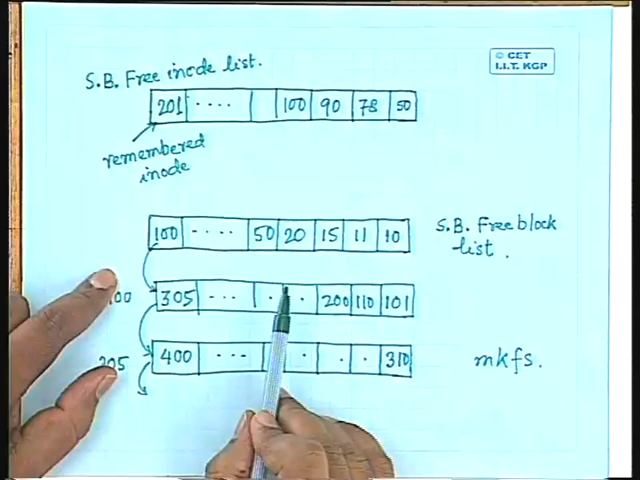 © CET
I.I.T. KGP
S.B. Free inode list.
201 .... 100 90 78 50
remembered
inode
100 .... 50 20 15 11 10
S.B. Free block
list.
305 ... . . 200 110 101
400 ... . . . 310
mkfs.